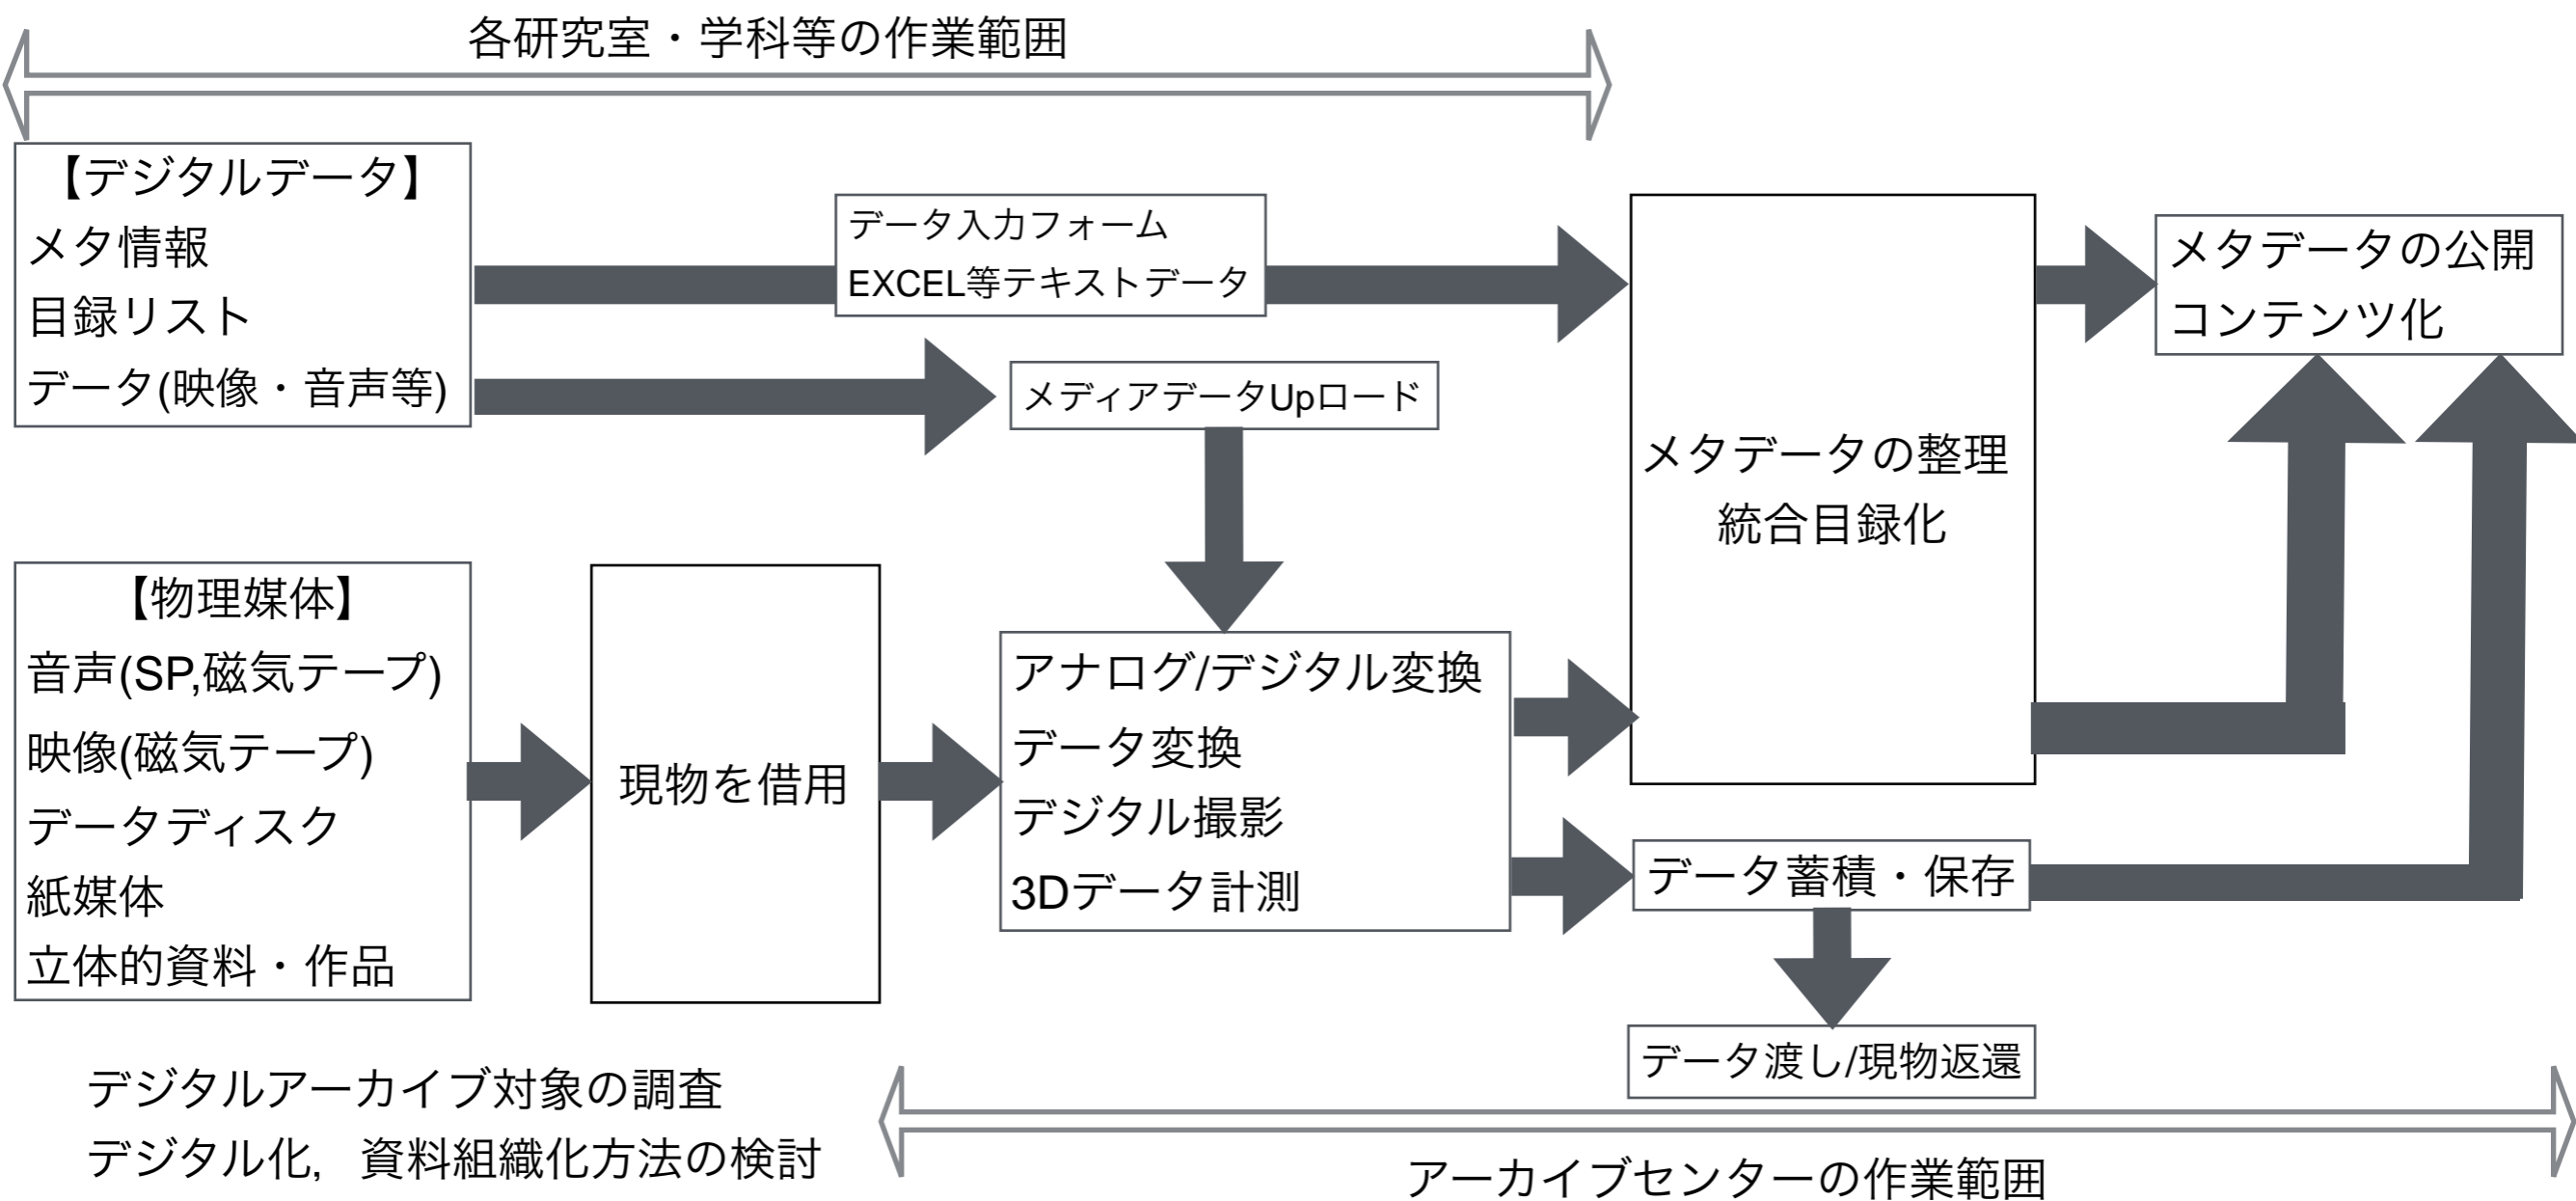 各研究室・学科等の作業範囲
【デジタルデータ】
メタ情報
目録リスト
データ(映像・音声等)
データ入力フォーム
EXCEL等テキストデータ
メディアデータUpロード
メタデータの整理
統合目録化
メタデータの公開
コンテンツ化
【物理媒体】
音声(SP,磁気テープ)
映像(磁気テープ)
データディスク
紙媒体
立体的資料・作品
現物を借用
アナログ/デジタル変換
データ変換
デジタル撮影
3Dデータ計測
データ蓄積・保存
データ渡し/現物返還
デジタルアーカイブ対象の調査
デジタル化，資料組織化方法の検討
アーカイブセンターの作業範囲